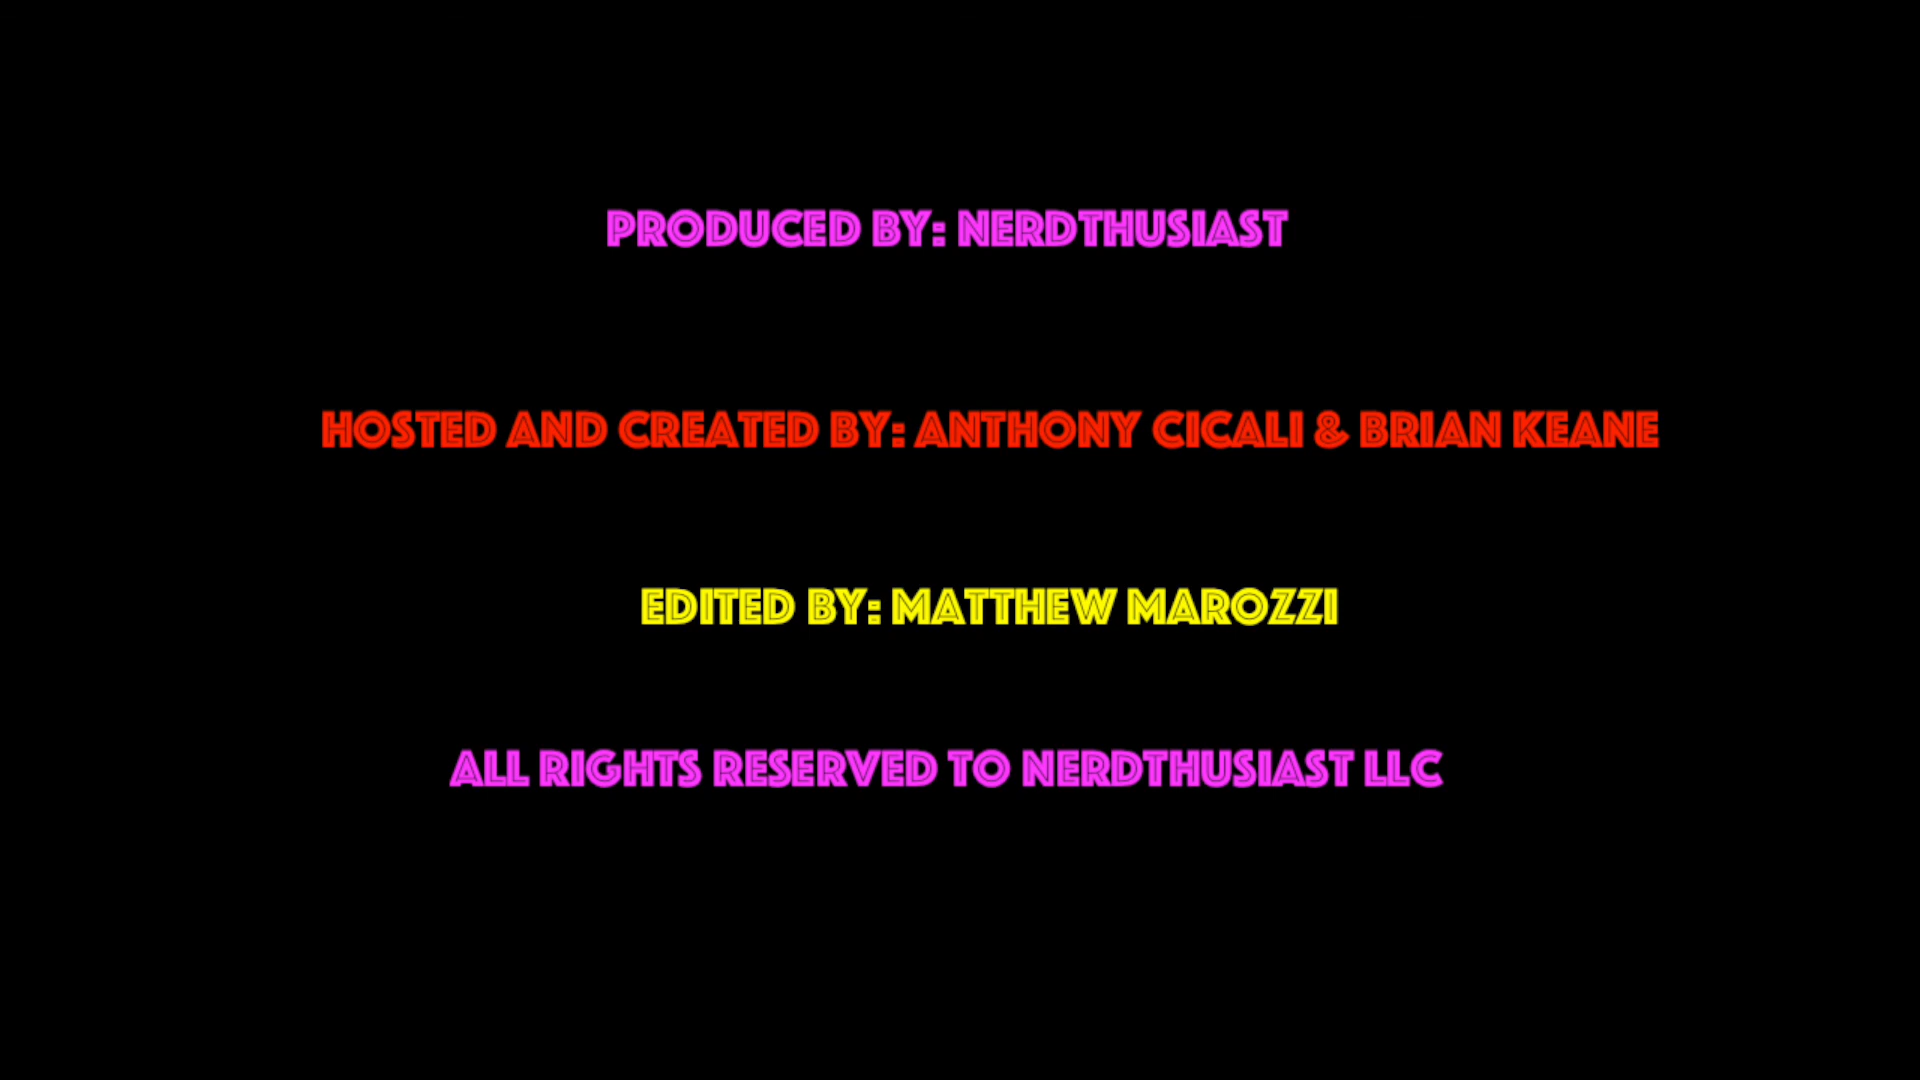 PRODUCED BY: NERDTHUSIAST
HOSTED AND CREATED BY: ANTHONY CICALI & BRIAN KEANE
EDITED BY: MATTHEW MAROZZI
ALL RIGHTS RESERVED TO NERDTHUSIAST LLC